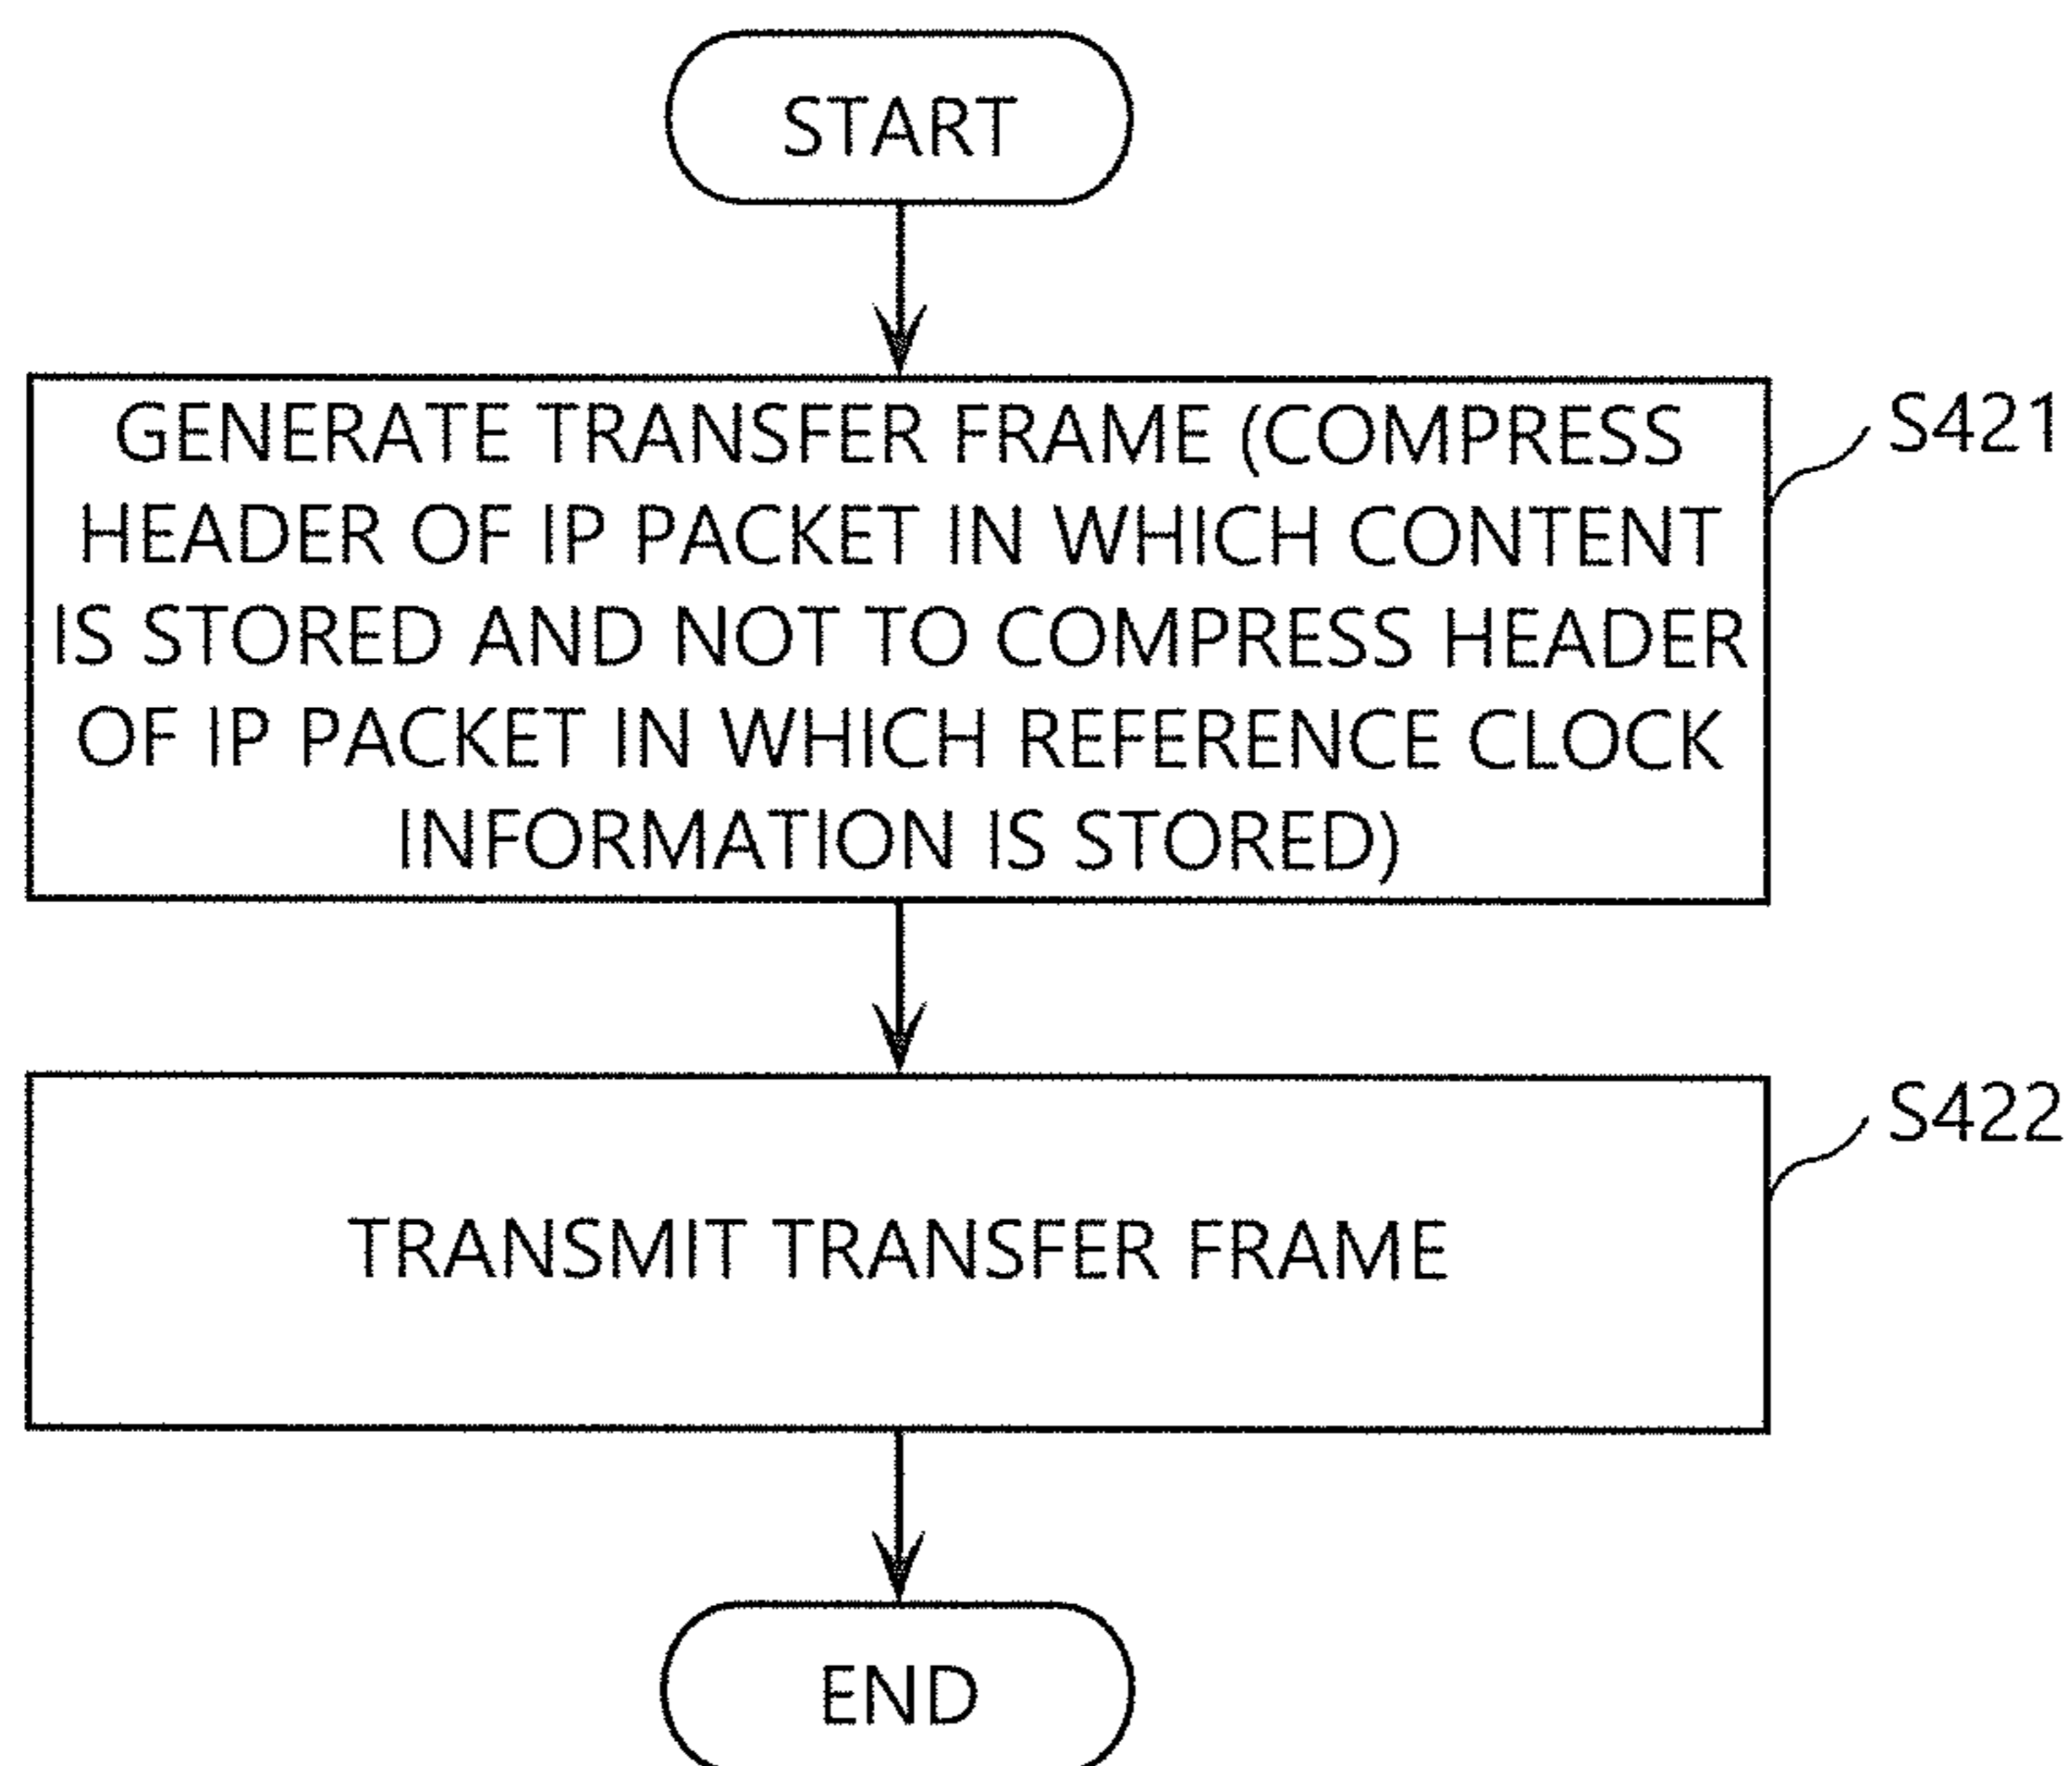 START
GENERATE TRANSFER FRAME (COMPRESS
HEADER OF IP PACKET IN WHICH CONTENT
IS STORED AND NOT TO COMPRESS HEADER
OF IP PACKET IN WHICH REFERENCE CLOCK
INFORMATION IS STORED)
S421
TRANSMIT TRANSFER FRAME
S422
END